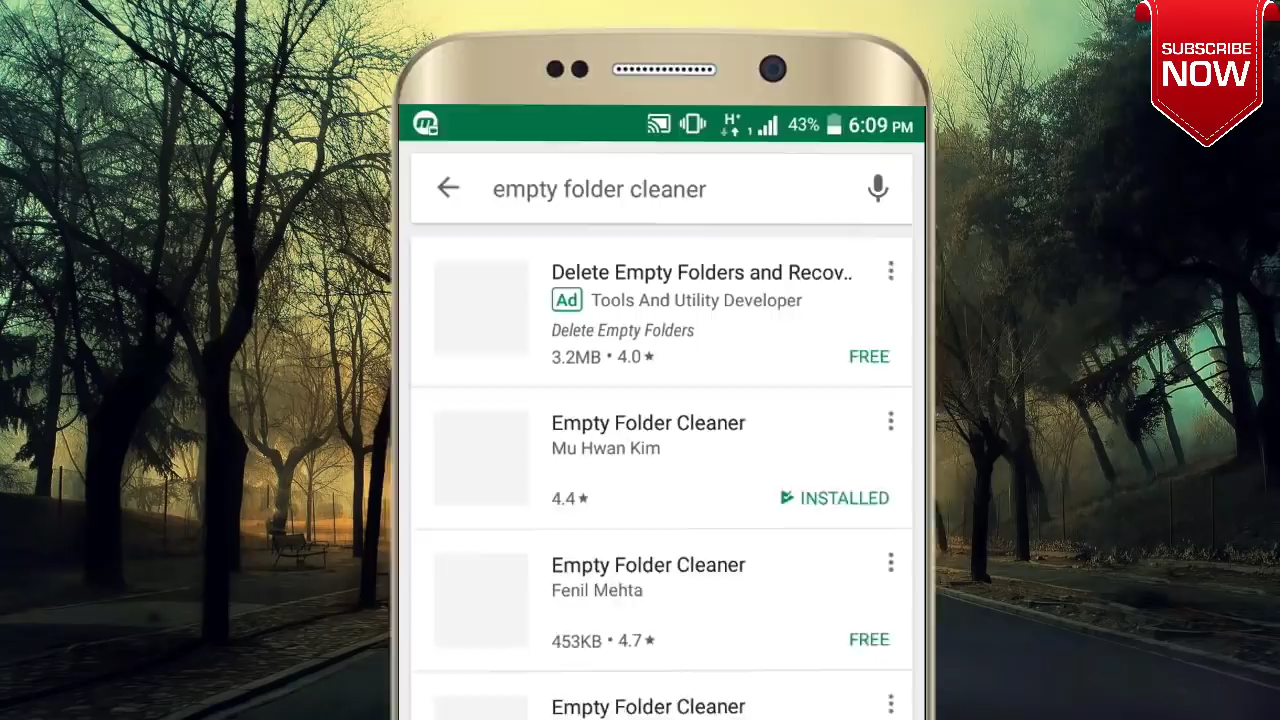 SUBSCRIBE
NOW
H+ 1 43% 6:09 PM
empty folder cleaner
Delete Empty Folders and Recov..
Ad Tools And Utility Developer
Delete Empty Folders
3.2MB • 4.0★ FREE
Empty Folder Cleaner
Mu Hwan Kim
4.4★ INSTALLED
Empty Folder Cleaner
Fenil Mehta
453KB • 4.7★ FREE
Empty Folder Cleaner